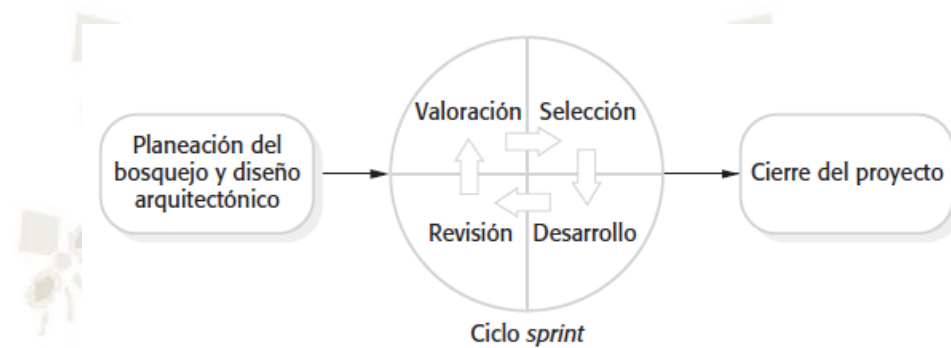 Planeación del
bosquejo y diseño
arquitectónico
Valoración
Selección
Revisión
Desarrollo
Ciclo sprint
Cierre del proyecto